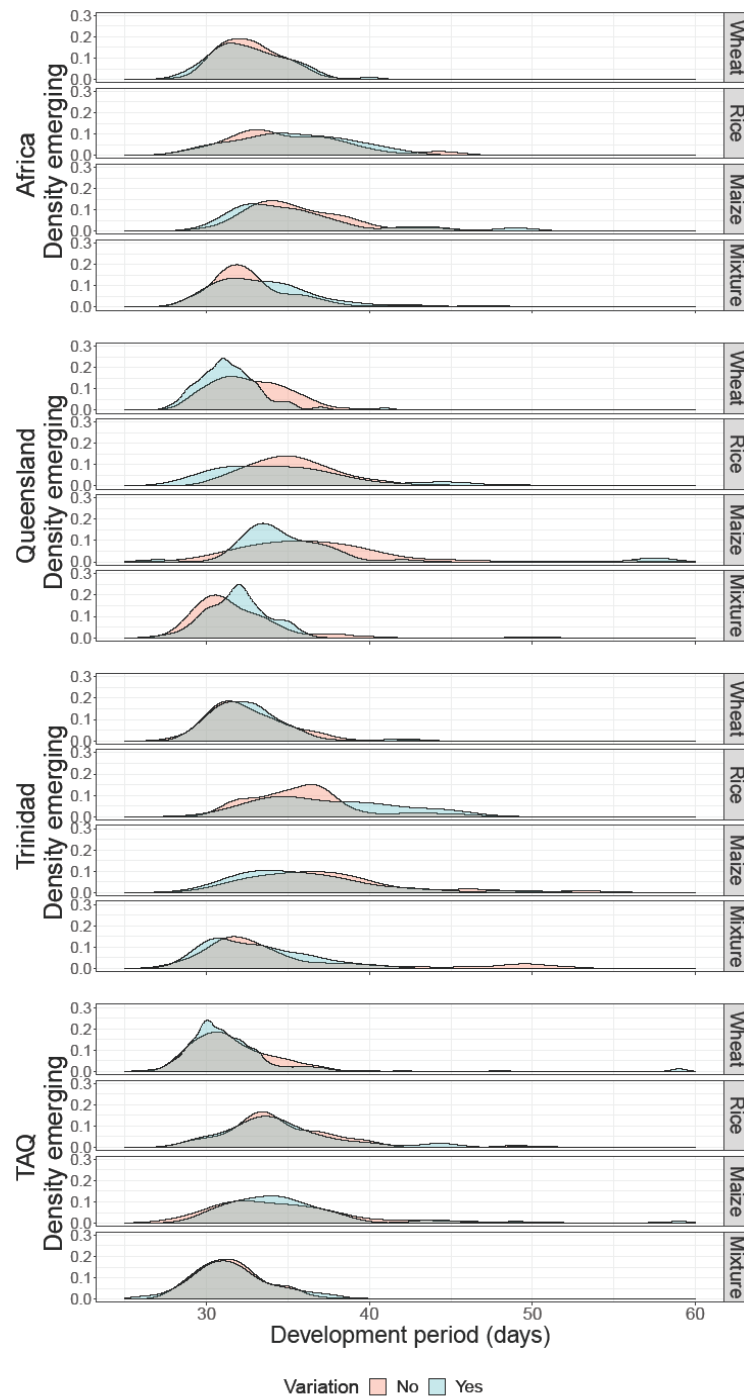 Africa
Density emerging
0.3
0.2
0.1
0.0
Wheat
0.3
0.2
0.1
0.0
Rice
0.3
0.2
0.1
0.0
Maize
0.3
0.2
0.1
0.0
Mixture
Queensland
Density emerging
0.3
0.2
0.1
0.0
Wheat
0.3
0.2
0.1
0.0
Rice
0.3
0.2
0.1
0.0
Maize
0.3
0.2
0.1
0.0
Mixture
Trinidad
Density emerging
0.3
0.2
0.1
0.0
Wheat
0.3
0.2
0.1
0.0
Rice
0.3
0.2
0.1
0.0
Maize
0.3
0.2
0.1
0.0
Mixture
TAQ
Density emerging
0.3
0.2
0.1
0.0
Wheat
0.3
0.2
0.1
0.0
Rice
0.3
0.2
0.1
0.0
Maize
0.3
0.2
0.1
0.0
Mixture
30 40 50 60
Development period (days)
Variation No Yes